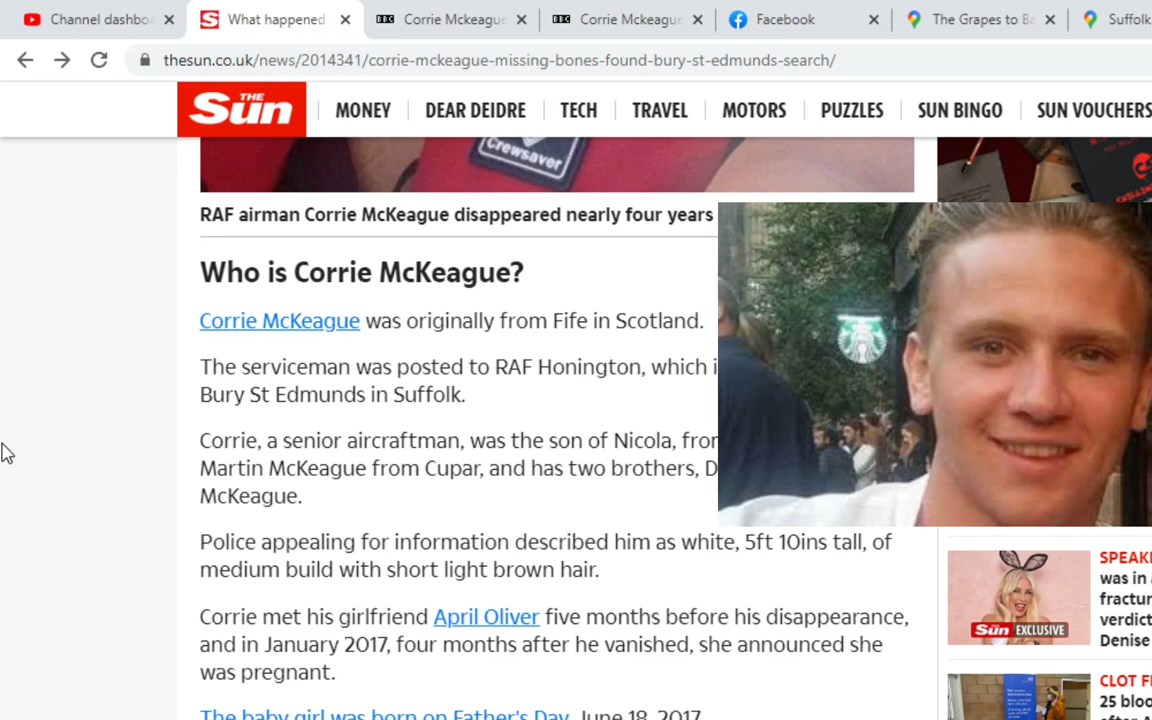 Channel dashboa
What happened
BBC
Corrie Mckeague
BBC
Corrie Mckeague
Facebook
The Grapes to Ba
Suffolk
thesun.co.uk/news/2014341/corrie-mckeague-missing-bones-found-bury-st-edmunds-search/
THE
Sun
MONEY
DEAR DEIDRE
TECH
TRAVEL
MOTORS
PUZZLES
SUN BINGO
SUN VOUCHERS
Crewsaver
RAF airman Corrie McKeague disappeared nearly four years
Who is Corrie McKeague?
Corrie McKeague was originally from Fife in Scotland.
The serviceman was posted to RAF Honington, which i
Bury St Edmunds in Suffolk.
Corrie, a senior aircraftman, was the son of Nicola, from
Martin McKeague from Cupar, and has two brothers, D
McKeague.
Police appealing for information described him as white, 5ft 10ins tall, of
medium build with short light brown hair.
Corrie met his girlfriend April Oliver five months before his disappearance,
and in January 2017, four months after he vanished, she announced she
was pregnant.
The baby girl was born on Father's Day, June 18, 2017.
SPEAKI
was in a
fractur
verdict
Denise
Sun EXCLUSIVE
CLOT F
25 bloo